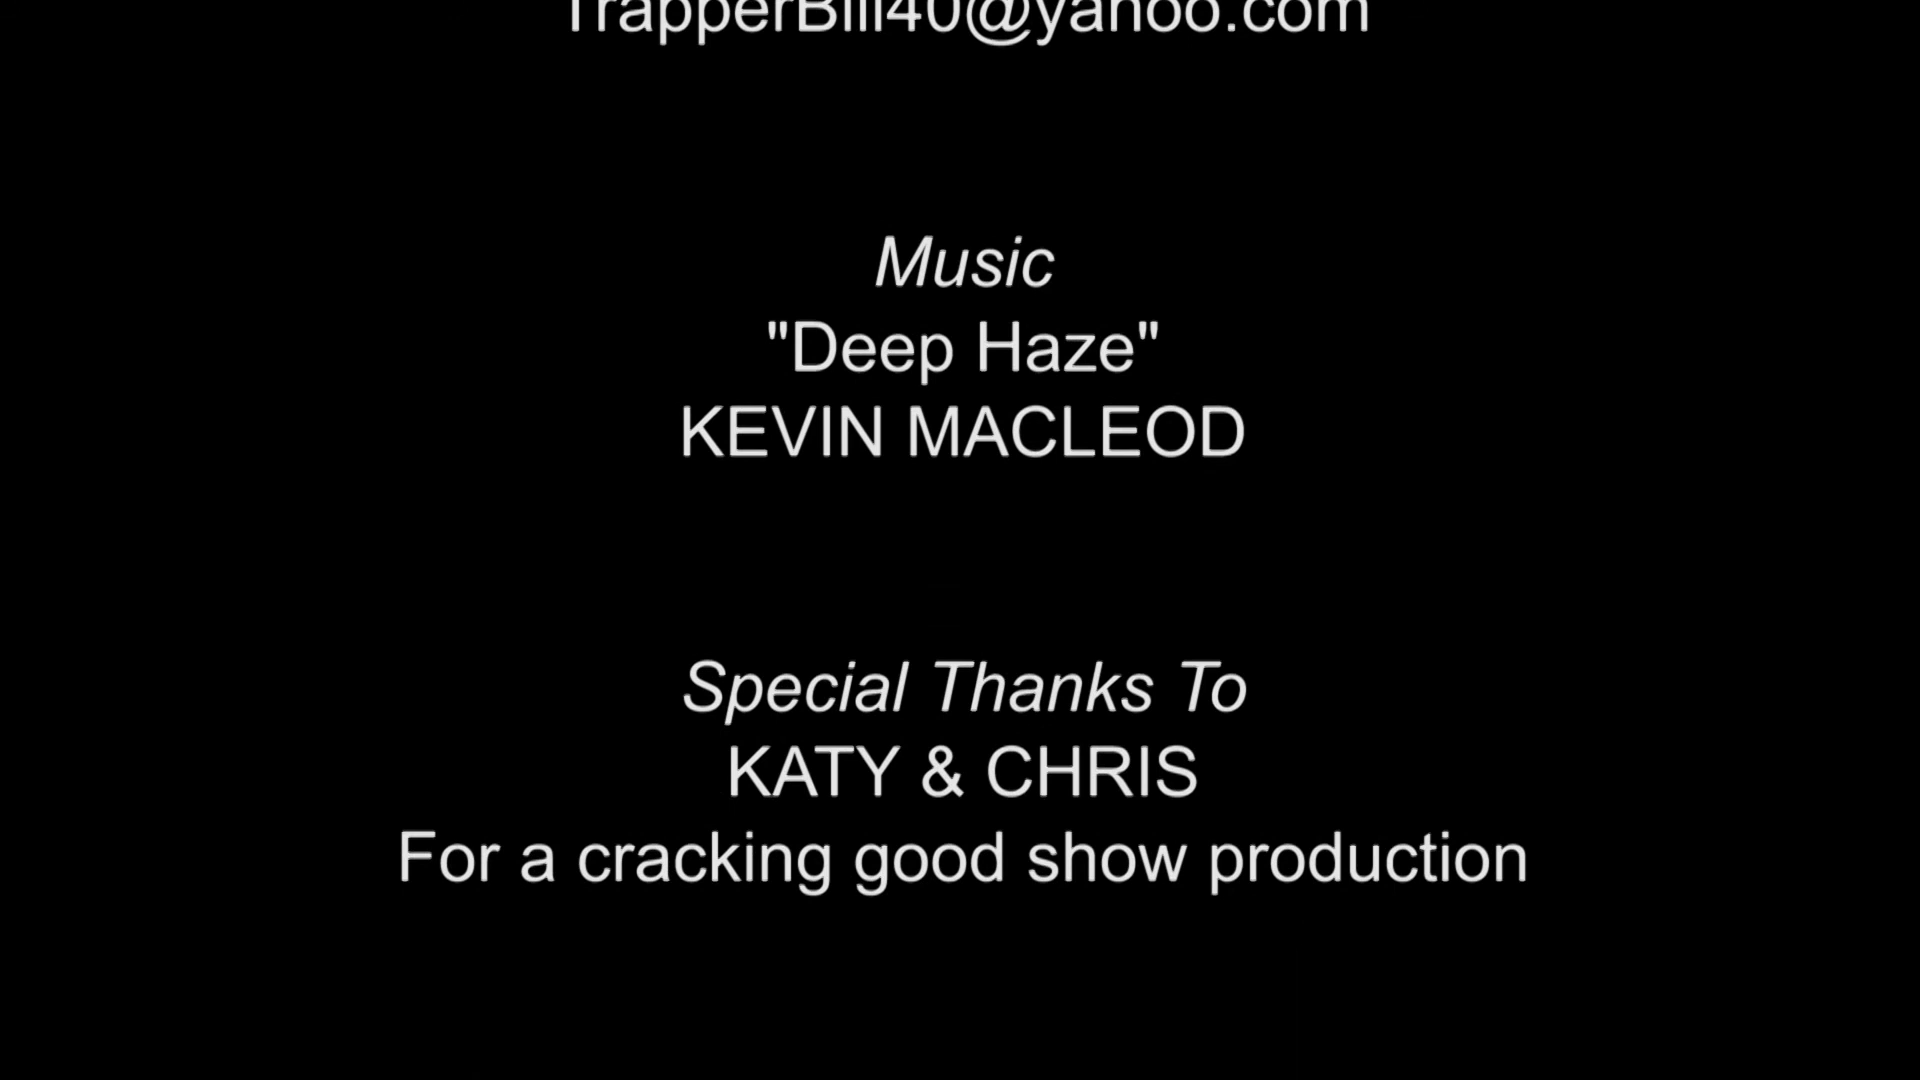 TrapperBill40@yahoo.com
Music
"Deep Haze"
KEVIN MACLEOD
Special Thanks To
KATY & CHRIS
For a cracking good show production